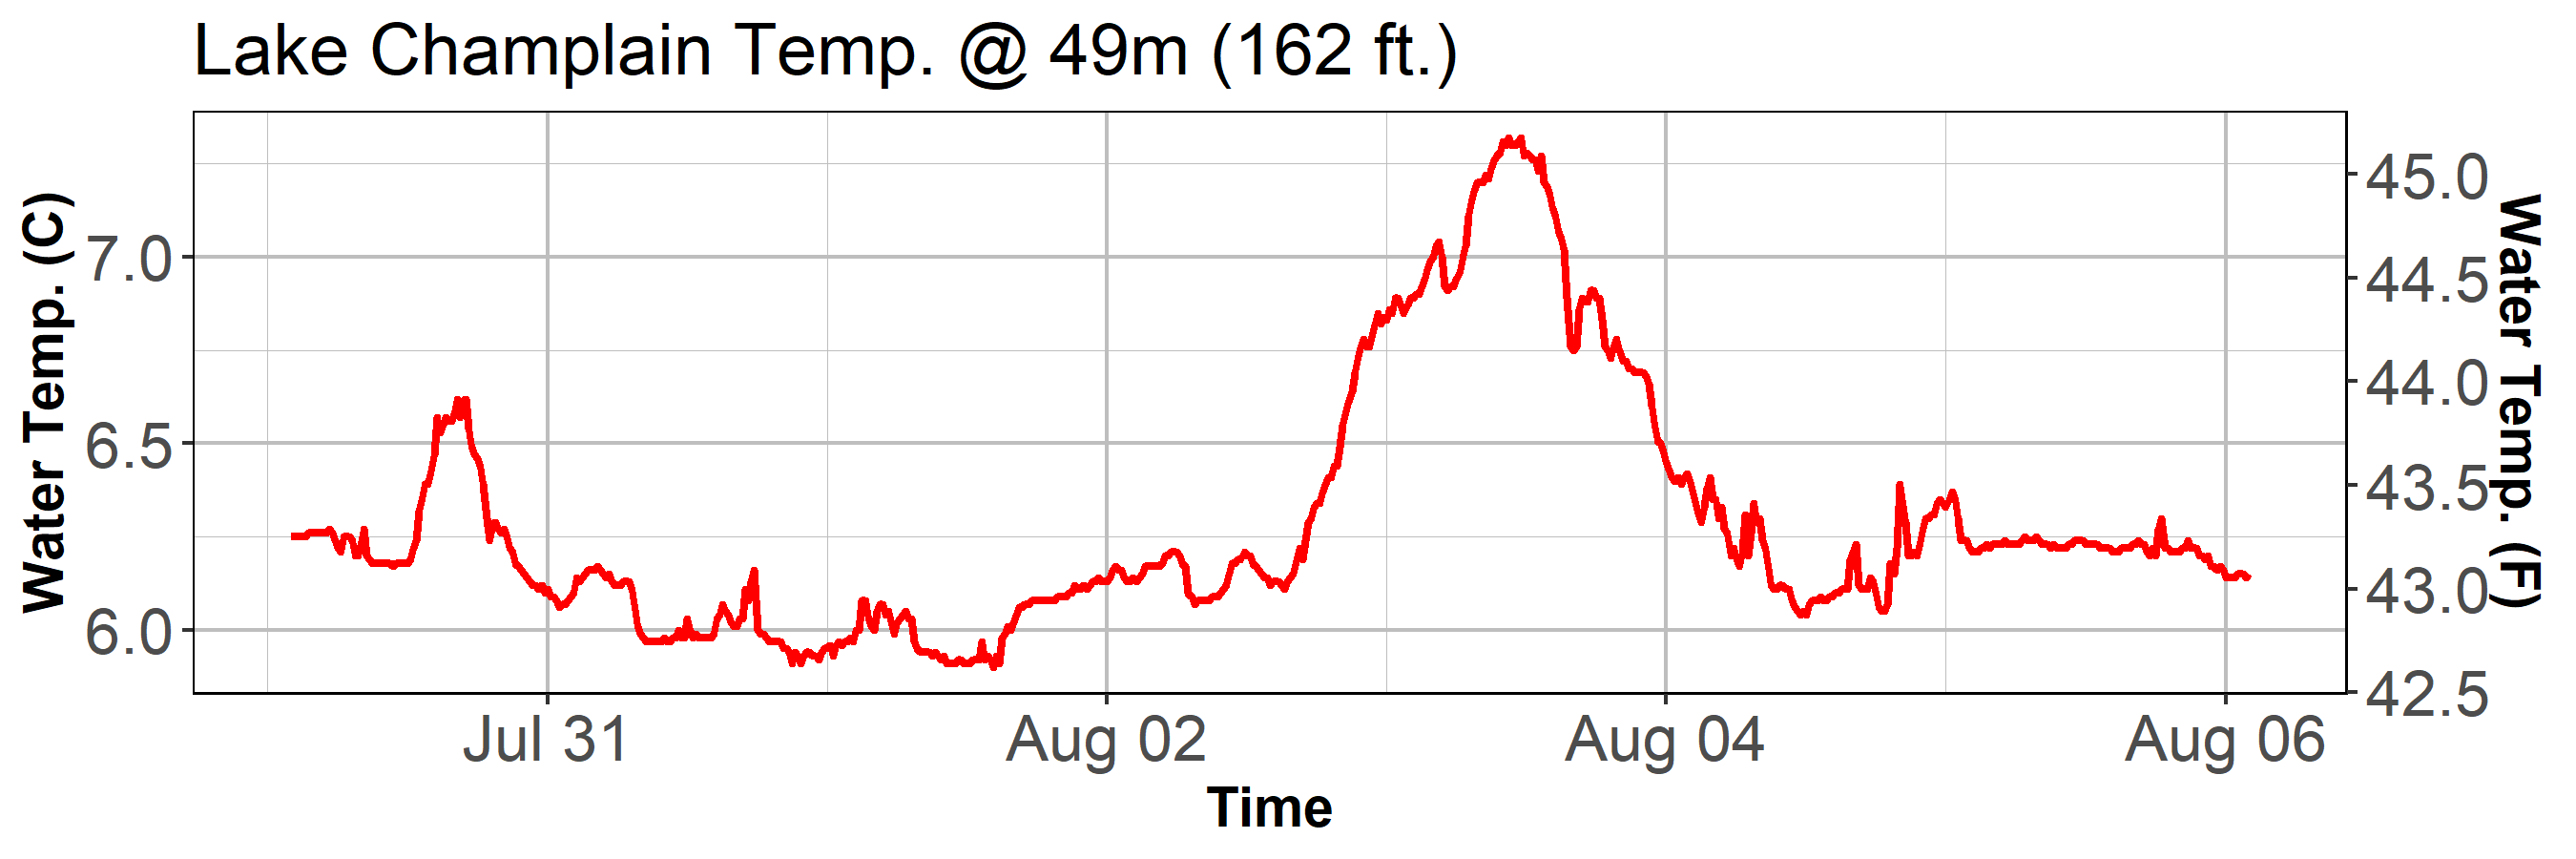 Lake Champlain Temp. @ 49m (162 ft.)
Water Temp. (C)
7.0
6.5
6.0
45.0
44.5
44.0
43.5
43.0
42.5
Water Temp. (F)
Jul 31
Aug 02
Aug 04
Aug 06
Time